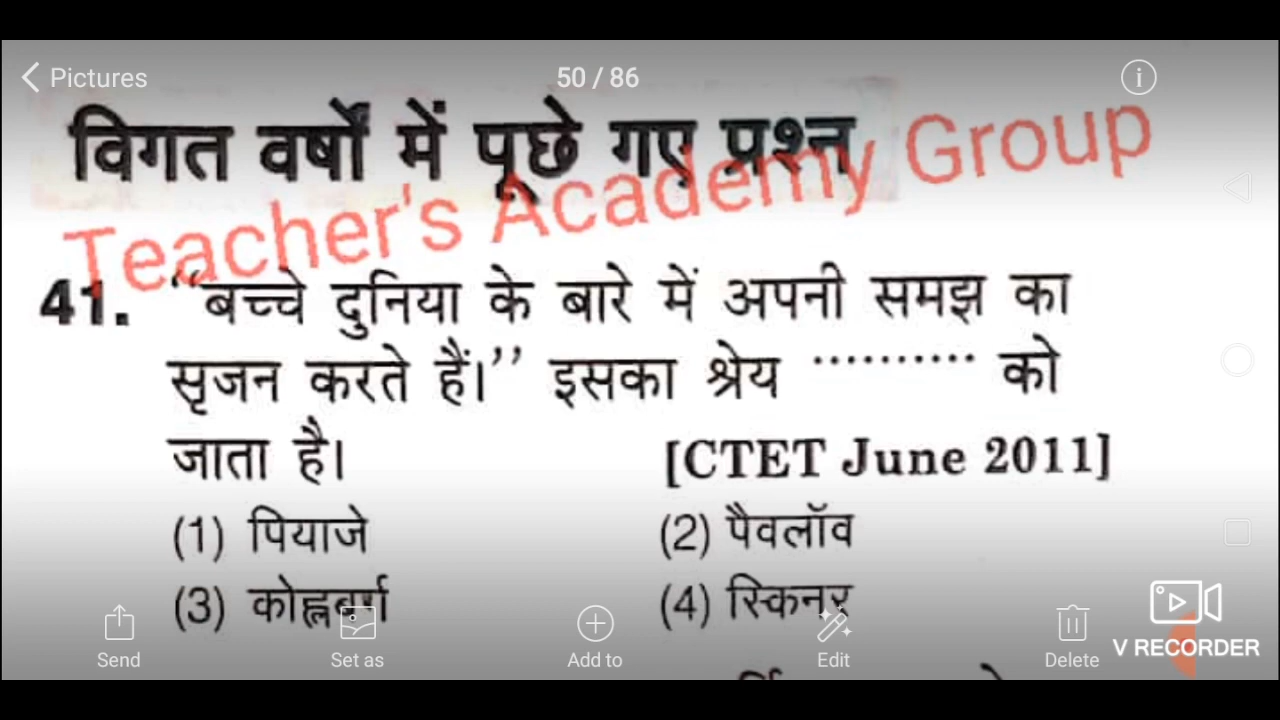 Pictures
50 / 86
विगत वर्षों में पूछे गए प्रश्न
Teacher's Academy Group
41. "बच्चे दुनिया के बारे में अपनी समझ का
सृजन करते हैं।" इसका श्रेय .......... को
जाता है। [CTET June 2011]
(1) पियाजे (2) पैवलॉव
(3) कोह्लबर्ग (4) स्किनर
Send
Set as
Add to
Edit
Delete
V RECORDER